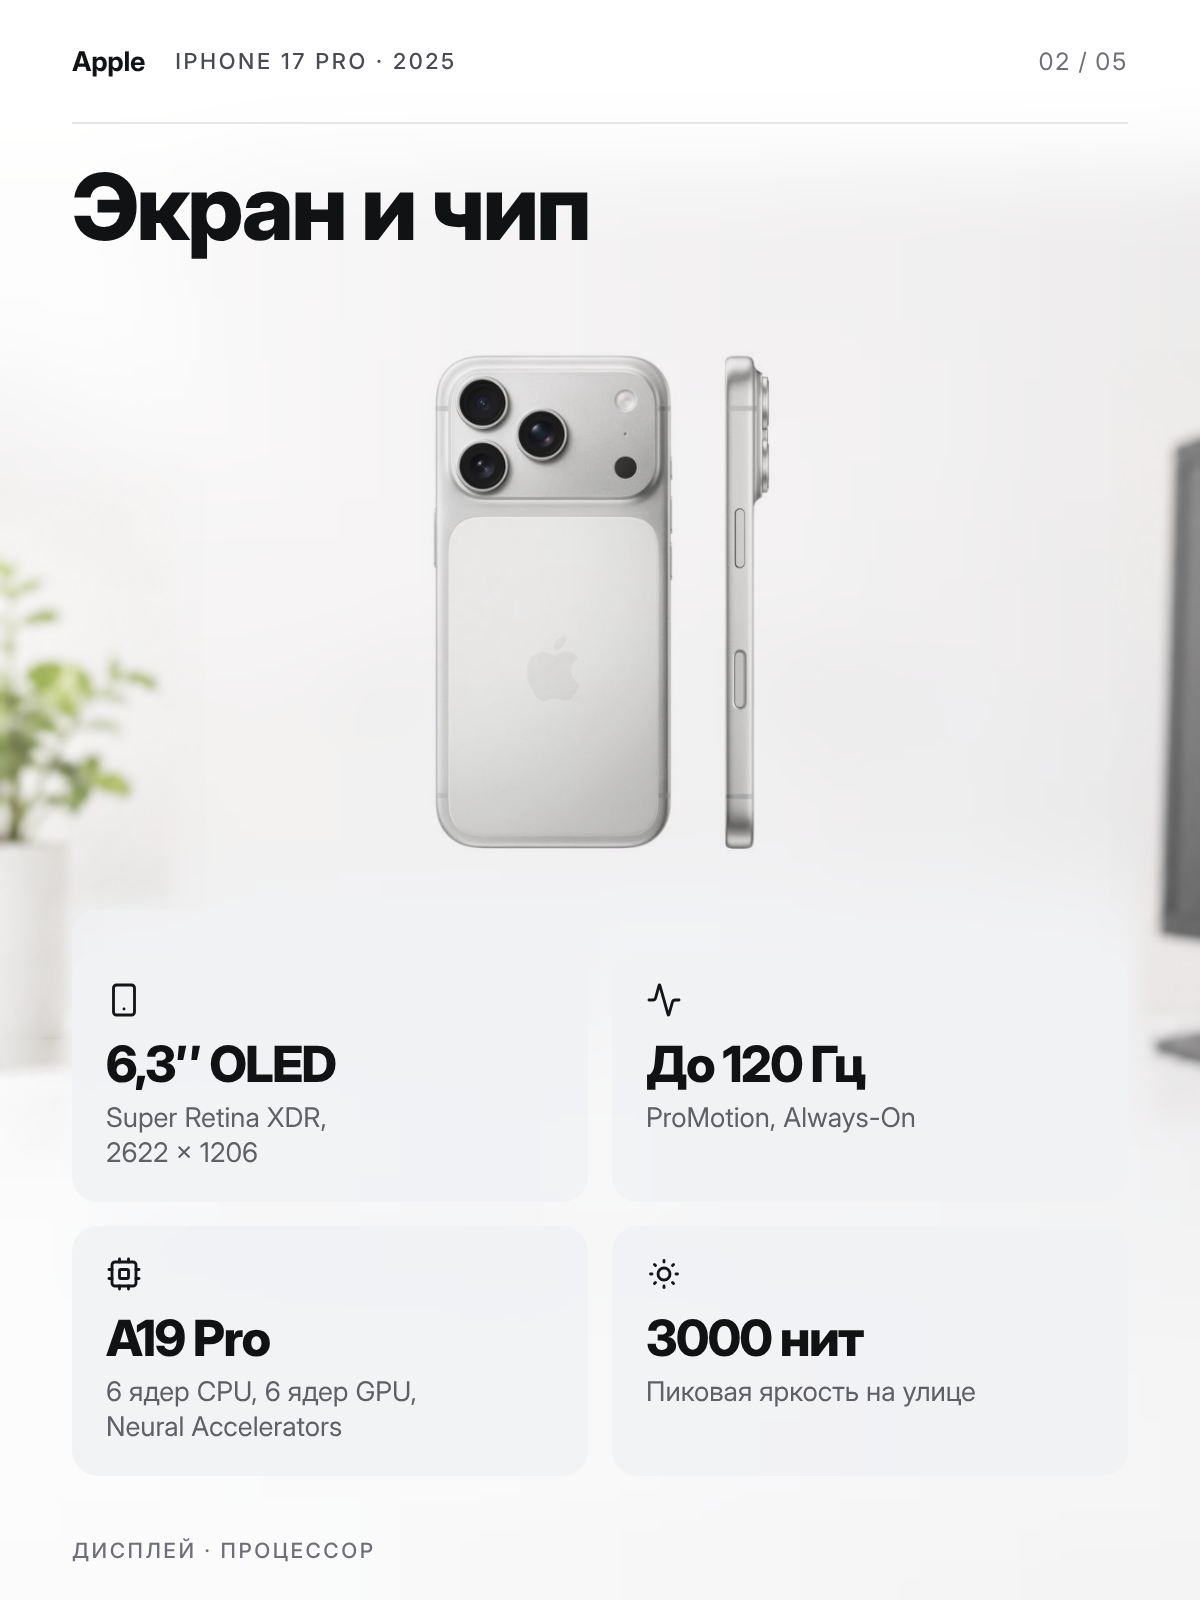 Apple IPHONE 17 PRO · 2025 02 / 05
Экран и чип
6,3″ OLED
Super Retina XDR,
2622 × 1206
До 120 Гц
ProMotion, Always-On
A19 Pro
6 ядер CPU, 6 ядер GPU,
Neural Accelerators
3000 нит
Пиковая яркость на улице
ДИСПЛЕЙ · ПРОЦЕССОР